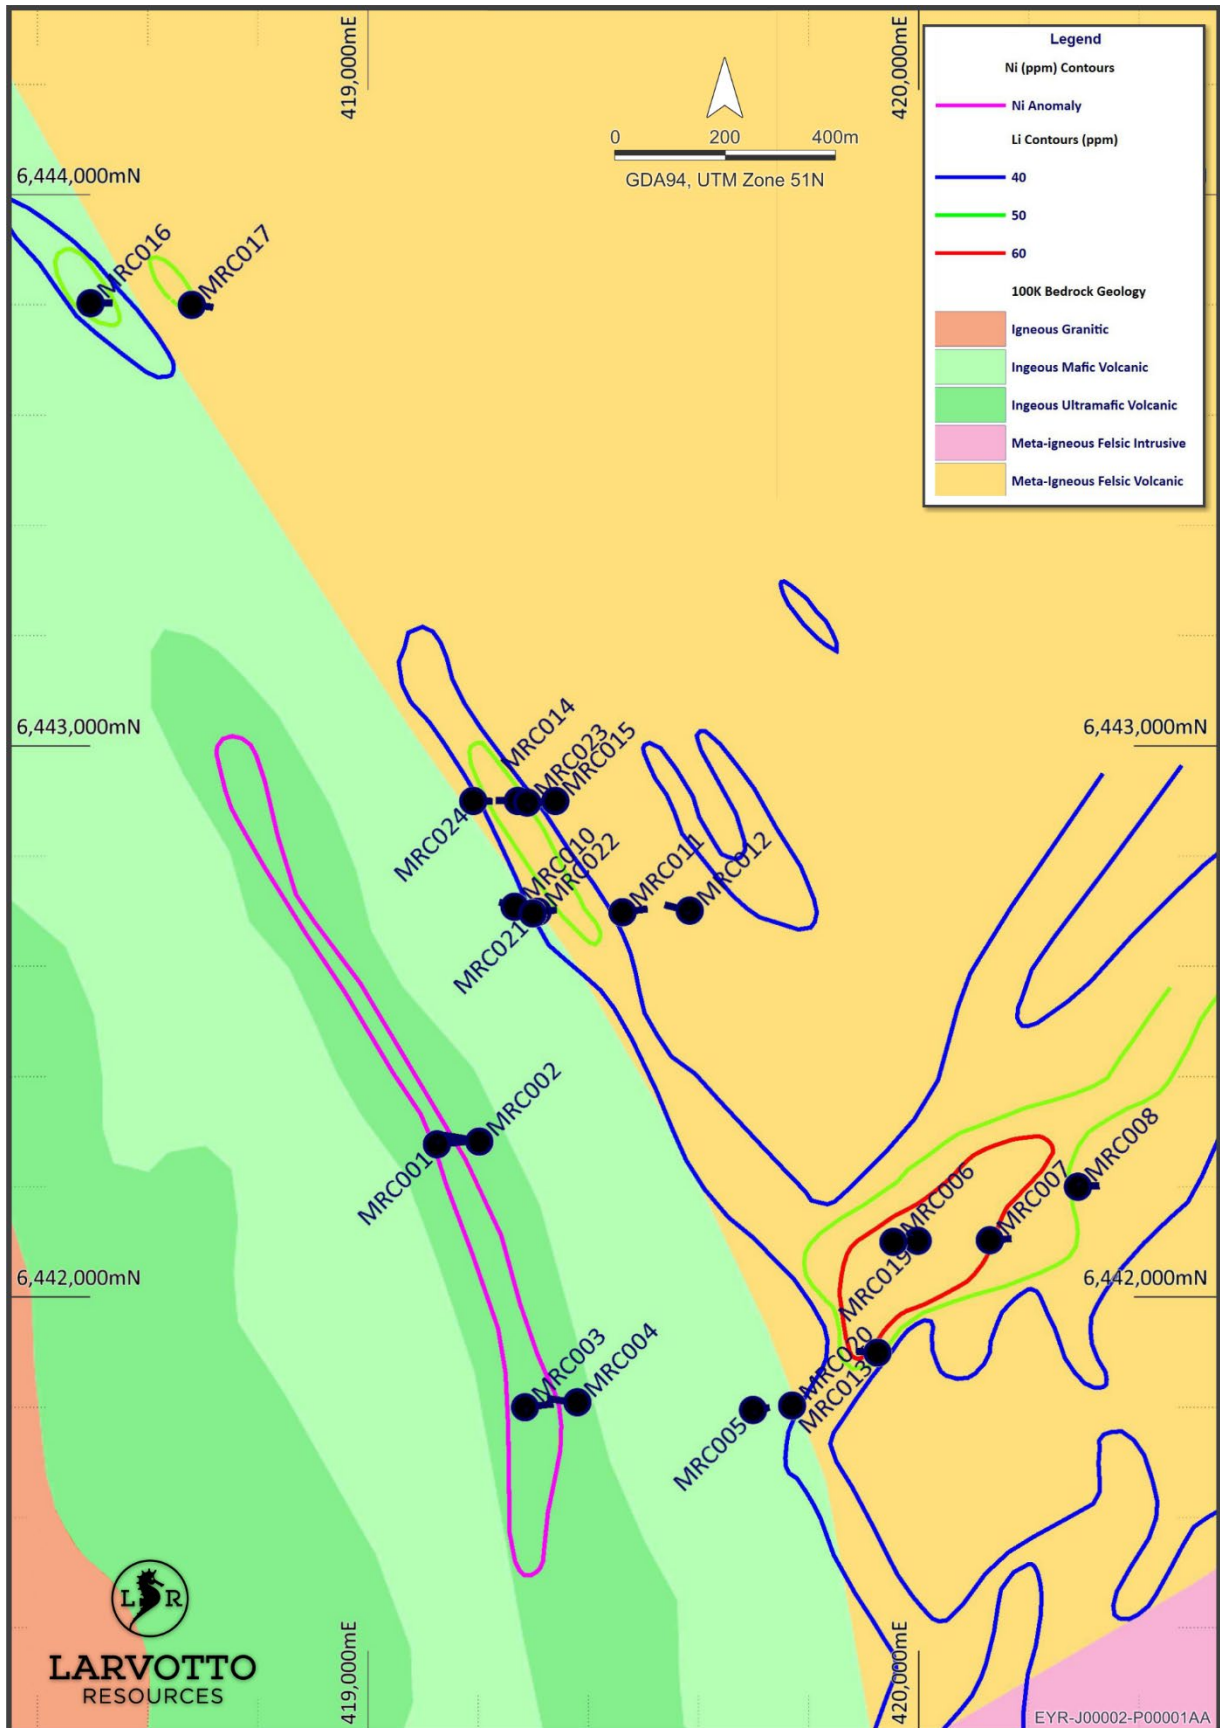 419,000mE
420,000mE
Legend
Ni (ppm) Contours
Ni Anomaly
Li Contours (ppm)
40
50
60
100K Bedrock Geology
Igneous Granitic
Ingeous Mafic Volcanic
Ingeous Ultramafic Volcanic
Meta-igneous Felsic Intrusive
Meta-Igneous Felsic Volcanic
0 200 400m
GDA94, UTM Zone 51N
6,444,000mN
MRC016
MRC017
6,443,000mN
6,443,000mN
MRC014
MRC023
MRC015
MRC024
MRC010
MRC022
MRC021
MRC011
MRC012
MRC002
MRC001
MRC008
MRC006
MRC007
MRC019
6,442,000mN
6,442,000mN
MRC003
MRC004
MRC020
MRC013
MRC005
L R
LARVOTTO
RESOURCES
419,000mE
420,000mE
EYR-J00002-P00001AA